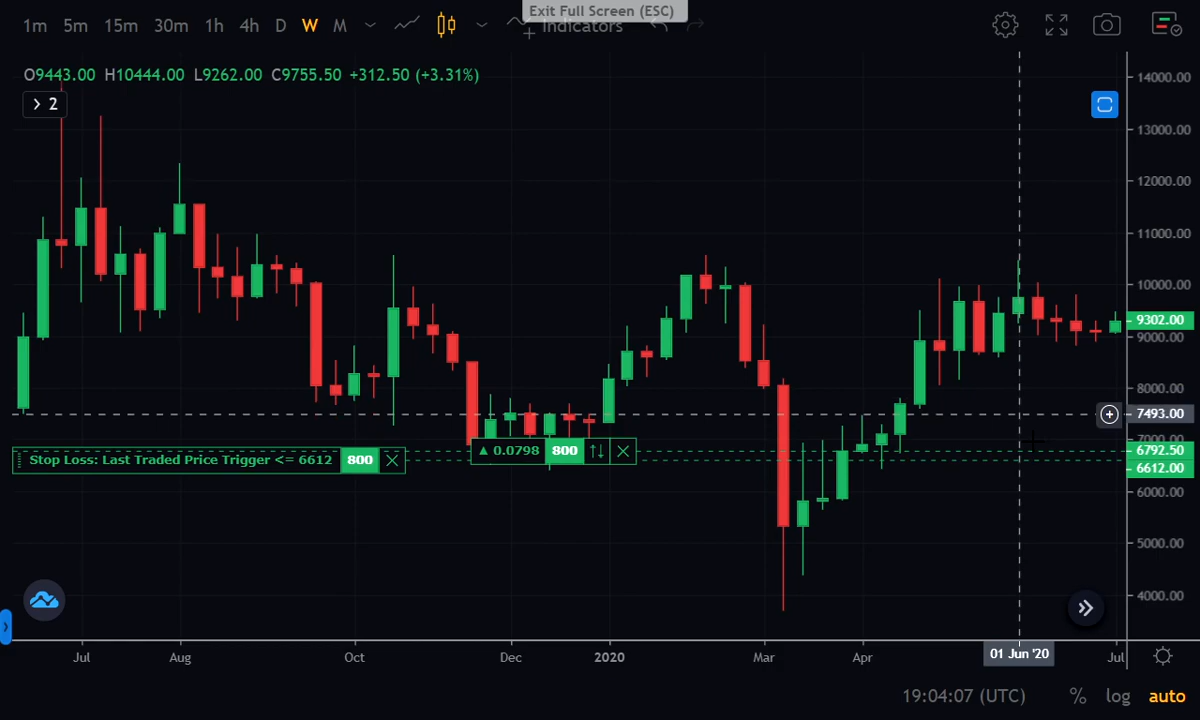 Exit Full Screen (ESC)
1m 5m 15m 30m 1h 4h D W M Indicators
O9443.00 H10444.00 L9262.00 C9755.50 +312.50 (+3.31%)
2
14000.00
13000.00
12000.00
11000.00
10000.00
9302.00
9000.00
8000.00
7493.00
7000.00
6792.50
6612.00
6000.00
5000.00
4000.00
▲ 0.0798 800
Stop Loss: Last Traded Price Trigger <= 6612 800
Jul Aug Oct Dec 2020 Mar Apr 01 Jun '20 Jul
19:04:07 (UTC) % log auto